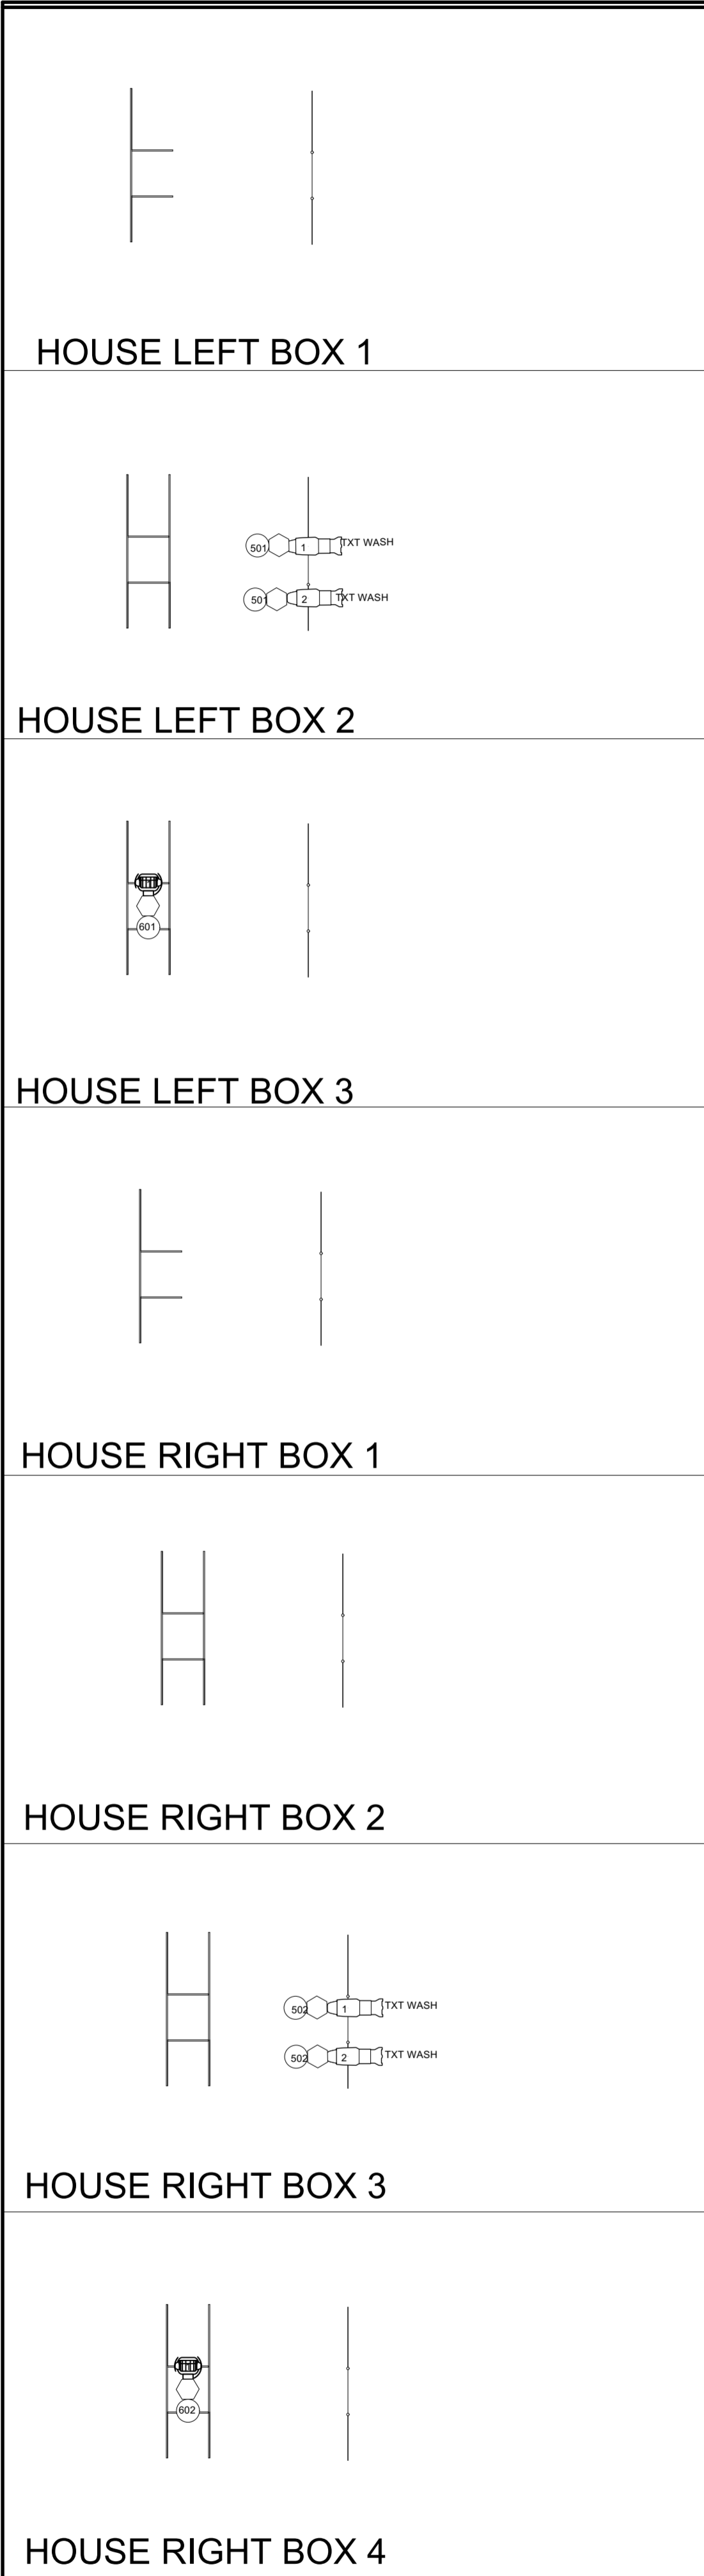 HOUSE LEFT BOX 1
501 1 TXT WASH
501 2 TXT WASH
HOUSE LEFT BOX 2
601
HOUSE LEFT BOX 3
HOUSE RIGHT BOX 1
HOUSE RIGHT BOX 2
502 1 TXT WASH
502 2 TXT WASH
HOUSE RIGHT BOX 3
602
HOUSE RIGHT BOX 4